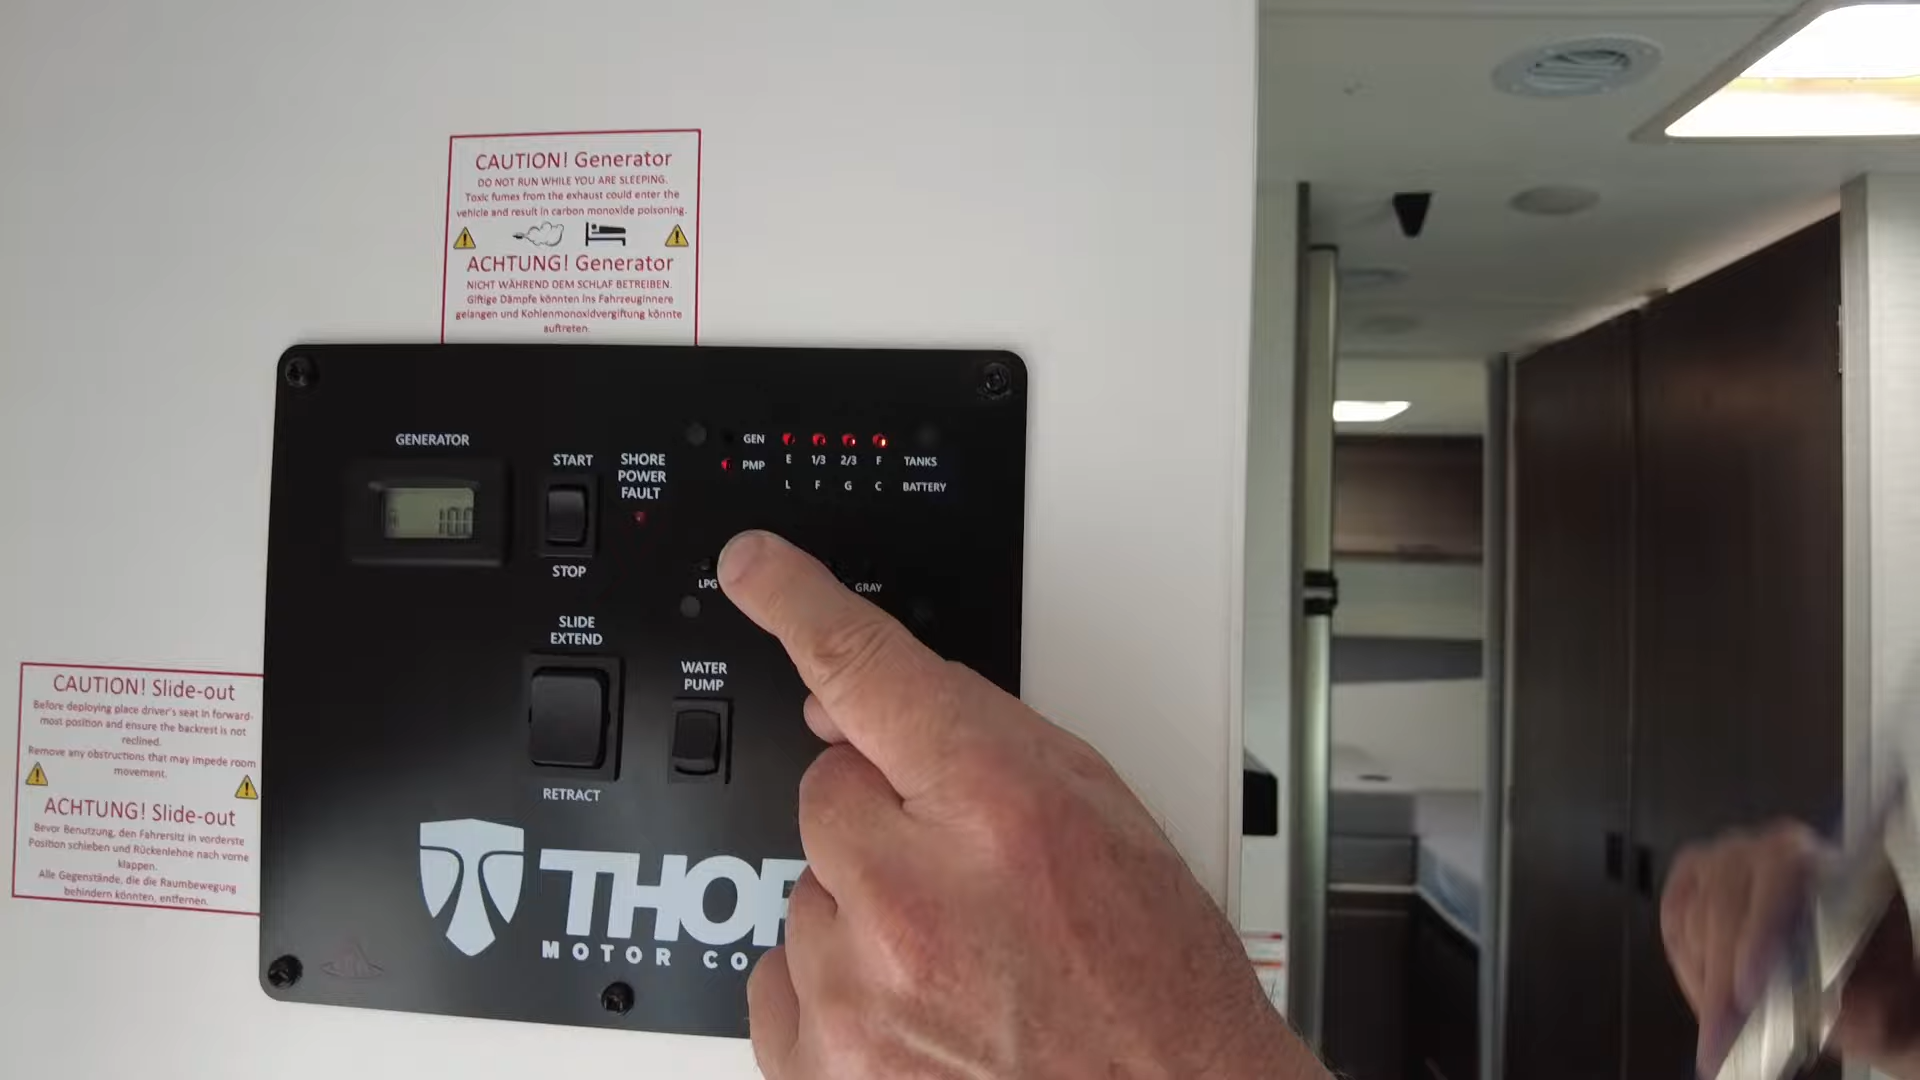 CAUTION! Generator
DO NOT RUN WHILE YOU ARE SLEEPING.
Toxic fumes from the exhaust could enter the
vehicle and result in carbon monoxide poisoning.
ACHTUNG! Generator
NICHT WÄHREND DEM SCHLAF BETREIBEN.
Giftige Dämpfe könnten ins Fahrzeuginnere
gelangen und Kohlenmonoxidvergiftung könnte
auftreten.
GENERATOR
START
STOP
SHORE
POWER
FAULT
GEN
PMP
E 1/3 2/3 F TANKS
L F G C BATTERY
LPG
GRAY
SLIDE
EXTEND
RETRACT
WATER
PUMP
CAUTION! Slide-out
Before deploying place driver's seat in forward-
most position and ensure the backrest is not
reclined.
Remove any obstructions that may impede room
movement.
ACHTUNG! Slide-out
Bevor Benutzung, den Fahrersitz in vorderste
Position schieben und Rückenlehne nach vorne
klappen.
Alle Gegenstände, die die Raumbewegung
behindern könnten, entfernen.
THOR
MOTOR CO